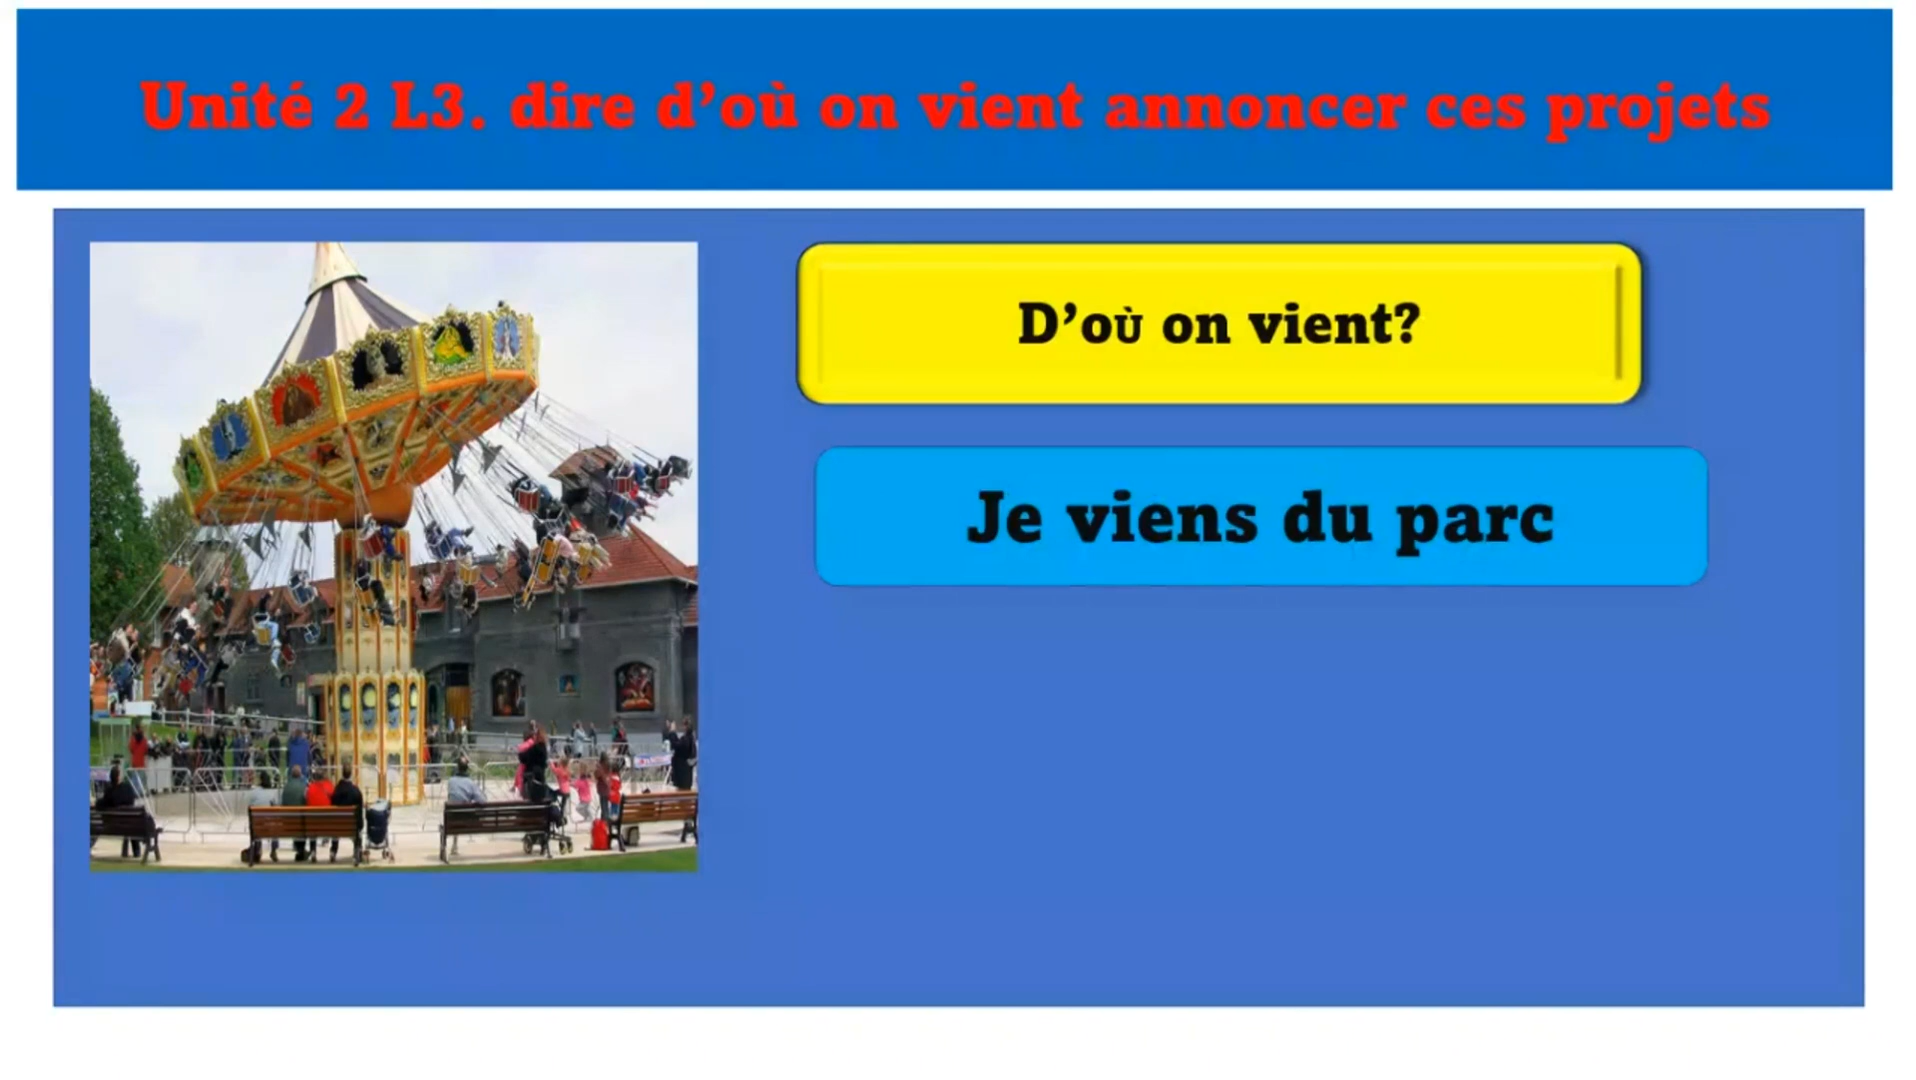 Unité 2 L3. dire d’où on vient annoncer ces projets
D’où on vient?
Je viens du parc